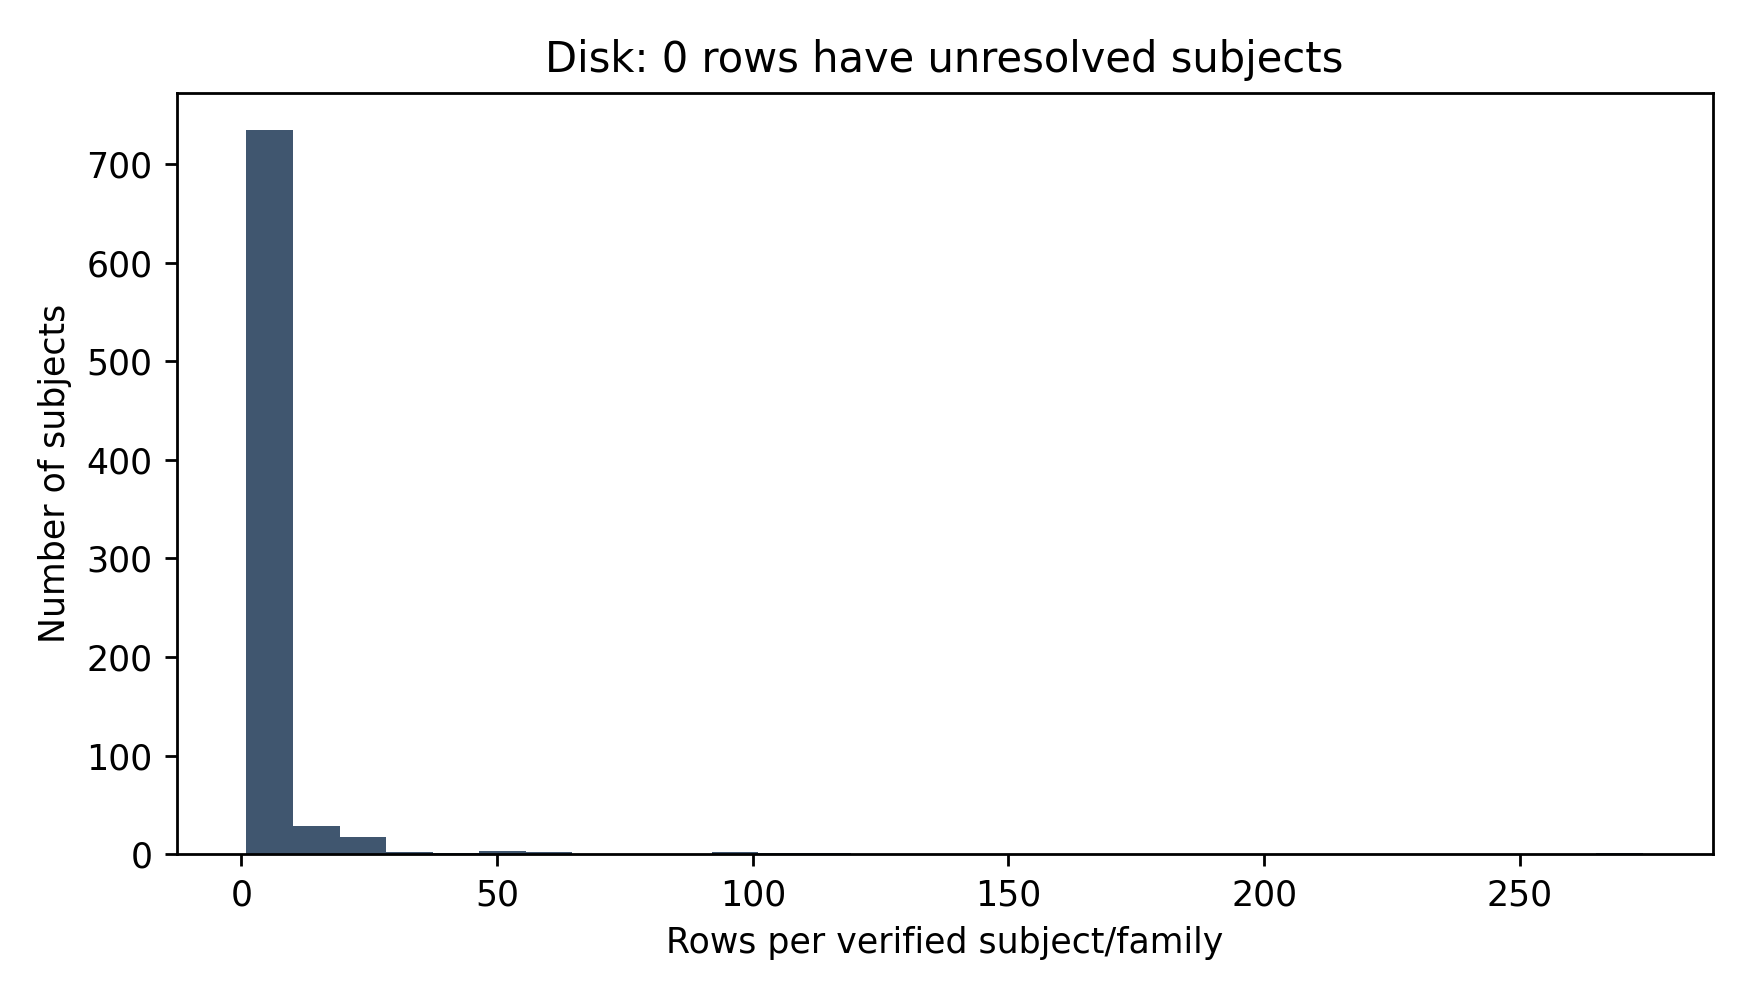 Disk: 0 rows have unresolved subjects
Number of subjects
700
600
500
400
300
200
100
0
0 50 100 150 200 250
Rows per verified subject/family